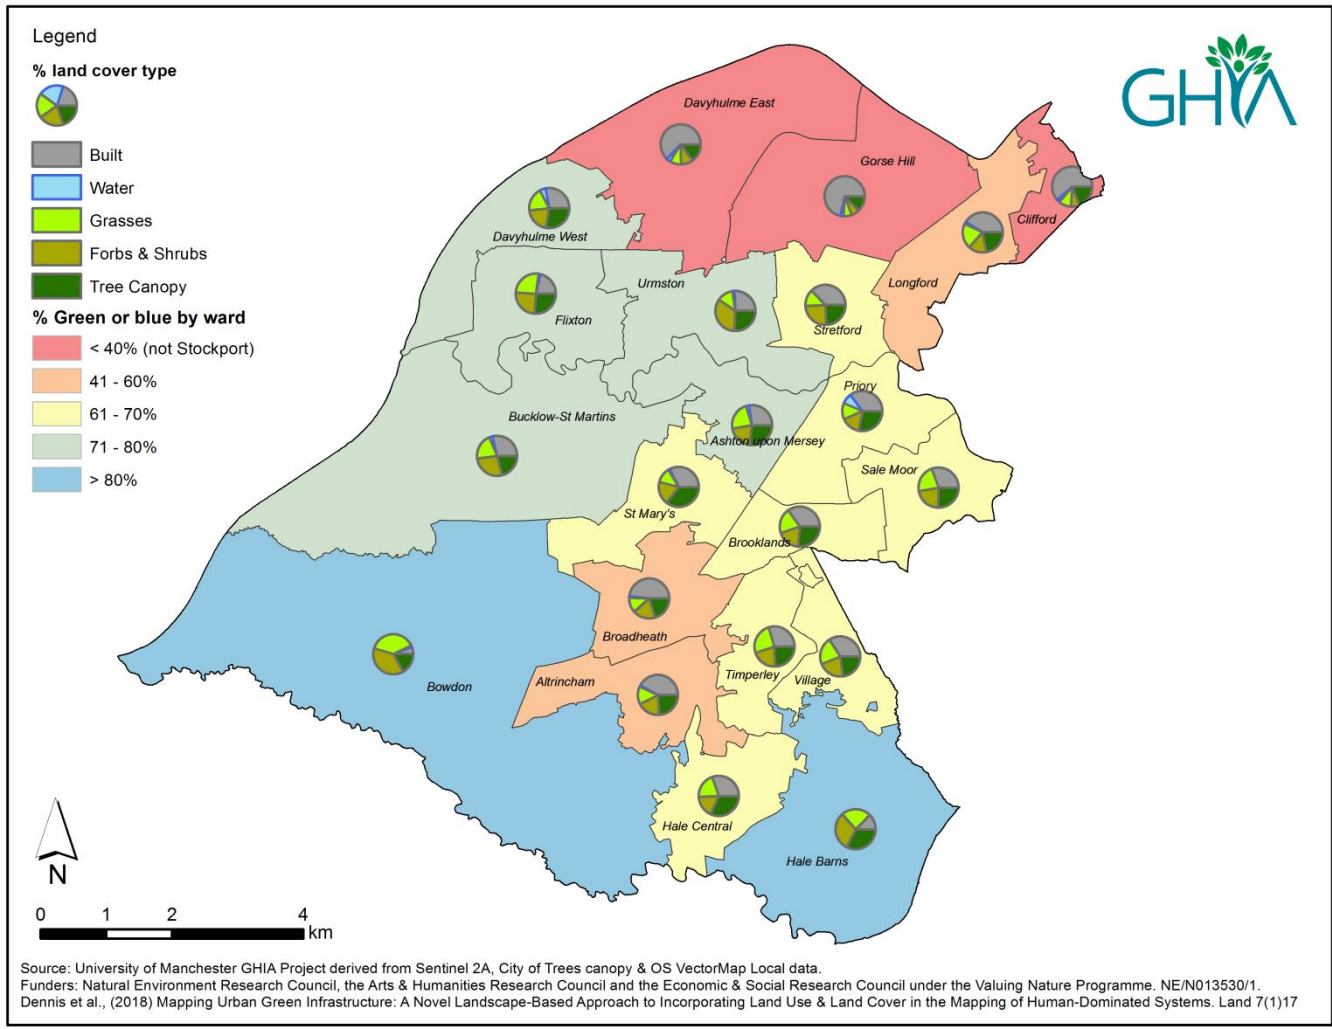 Legend
% land cover type
Built
Water
Grasses
Forbs & Shrubs
Tree Canopy
% Green or blue by ward
< 40% (not Stockport)
41 - 60%
61 - 70%
71 - 80%
> 80%
GHIA
Davyhulme East
Gorse Hill
Clifford
Davyhulme West
Longford
Urmston
Flixton
Stretford
Priory
Bucklow-St Martins
Ashton upon Mersey
Sale Moor
St Mary's
Brooklands
Broadheath
Timperley
Village
Altrincham
Bowdon
Hale Central
Hale Barns
N
0 1 2 4
km
Source: University of Manchester GHIA Project derived from Sentinel 2A, City of Trees canopy & OS VectorMap Local data.
Funders: Natural Environment Research Council, the Arts & Humanities Research Council and the Economic & Social Research Council under the Valuing Nature Programme. NE/N013530/1.
Dennis et al., (2018) Mapping Urban Green Infrastructure: A Novel Landscape-Based Approach to Incorporating Land Use & Land Cover in the Mapping of Human-Dominated Systems. Land 7(1)17